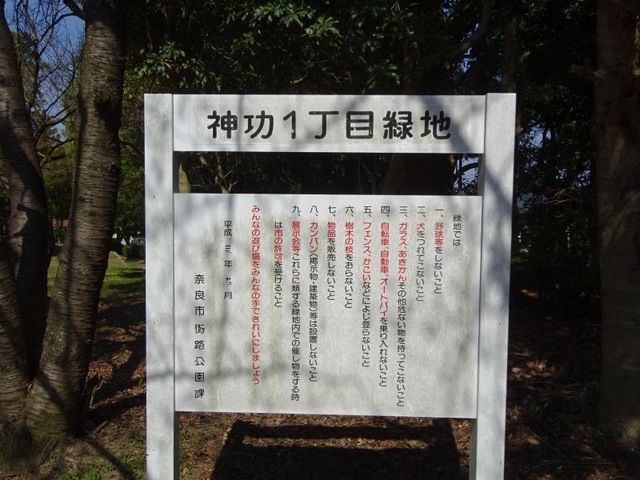 神功1丁目緑地
緑地では
一、野球等をしないこと
二、犬をつれてこないこと
三、ガラス、あきかんその他危ない物を持ってこないこと
四、自転車、自動車、オートバイを乗り入れないこと
五、フェンス、かこいなどによじ登らないこと
六、樹木の枝をおらないこと
七、物品を販売しないこと
八、カンバン(掲示物・建築物)等は設置しないこと
九、展示会等これらに類する緑地内での催し物をする時
は市の許可を受けること
みんなの遊び場をみんなの手できれいにしましょう
平成 三 年 九 月
奈良市街路公園課